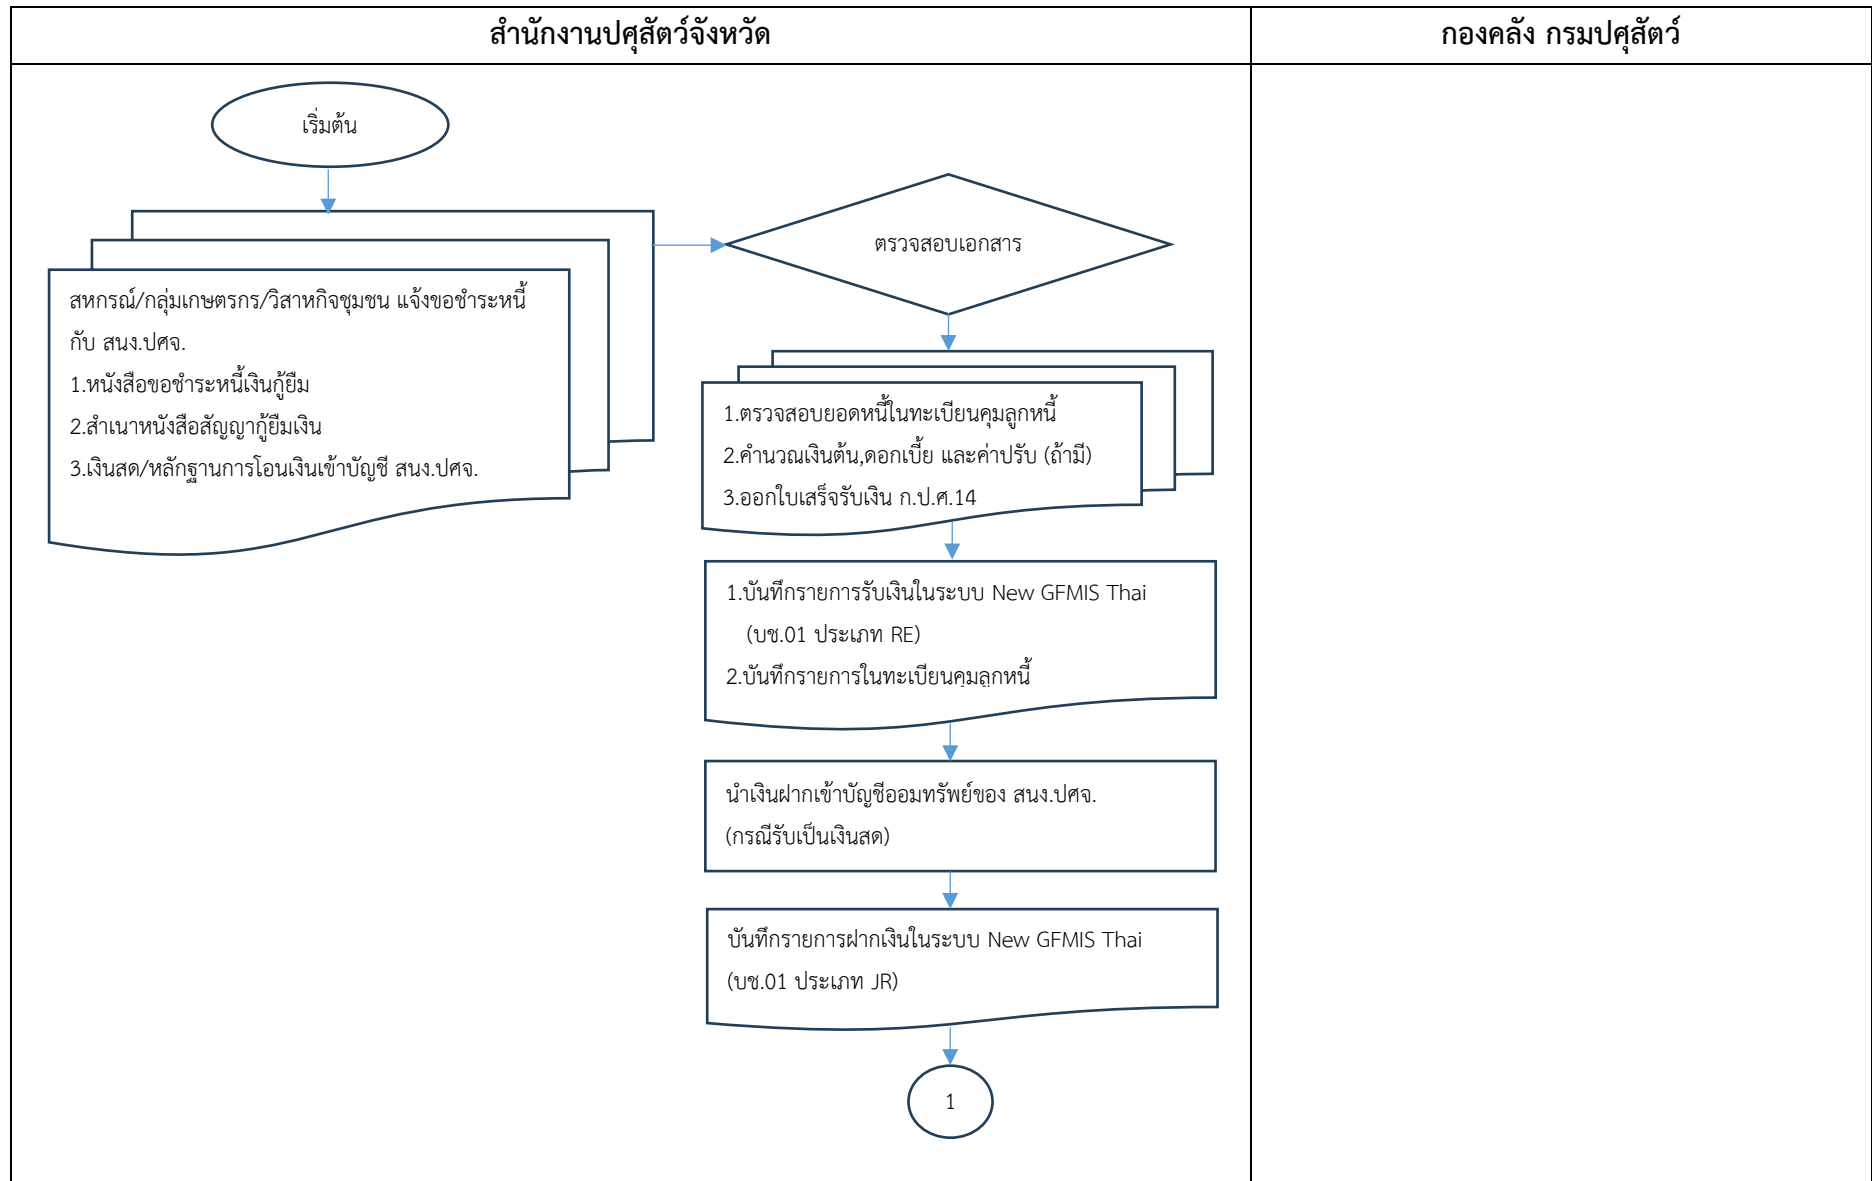 สำนักงานปศุสัตว์จังหวัด
กองคลัง กรมปศุสัตว์
เริ่มต้น
สหกรณ์/กลุ่มเกษตรกร/วิสาหกิจชุมชน แจ้งขอชำระหนี้
กับ สนง.ปศจ.
1.หนังสือขอชำระหนี้เงินกู้ยืม
2.สำเนาหนังสือสัญญากู้ยืมเงิน
3.เงินสด/หลักฐานการโอนเงินเข้าบัญชี สนง.ปศจ.
ตรวจสอบเอกสาร
1.ตรวจสอบยอดหนี้ในทะเบียนคุมลูกหนี้
2.คำนวณเงินต้น,ดอกเบี้ย และค่าปรับ (ถ้ามี)
3.ออกใบเสร็จรับเงิน ก.ป.ศ.14
1.บันทึกรายการรับเงินในระบบ New GFMIS Thai
(บช.01 ประเภท RE)
2.บันทึกรายการในทะเบียนคุมลูกหนี้
นำเงินฝากเข้าบัญชีออมทรัพย์ของ สนง.ปศจ.
(กรณีรับเป็นเงินสด)
บันทึกรายการฝากเงินในระบบ New GFMIS Thai
(บช.01 ประเภท JR)
1